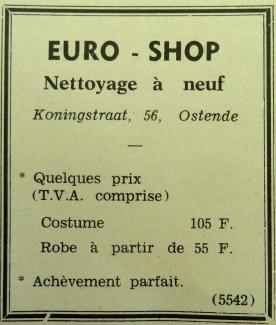 EURO - SHOP
Nettoyage à neuf
Koningstraat, 56, Ostende
—
* Quelques prix
(T.V.A. comprise)
Costume 105 F.
Robe à partir de 55 F.
* Achèvement parfait.
(5542)